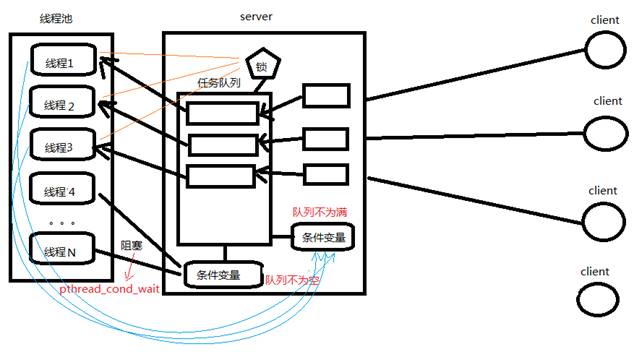 线程池
server
client
线程1
锁
任务队列
线程2
client
线程3
线程4
client
队列不为满
。。。
条件变量
线程N
阻塞
条件变量
队列不为空
pthread_cond_wait
client